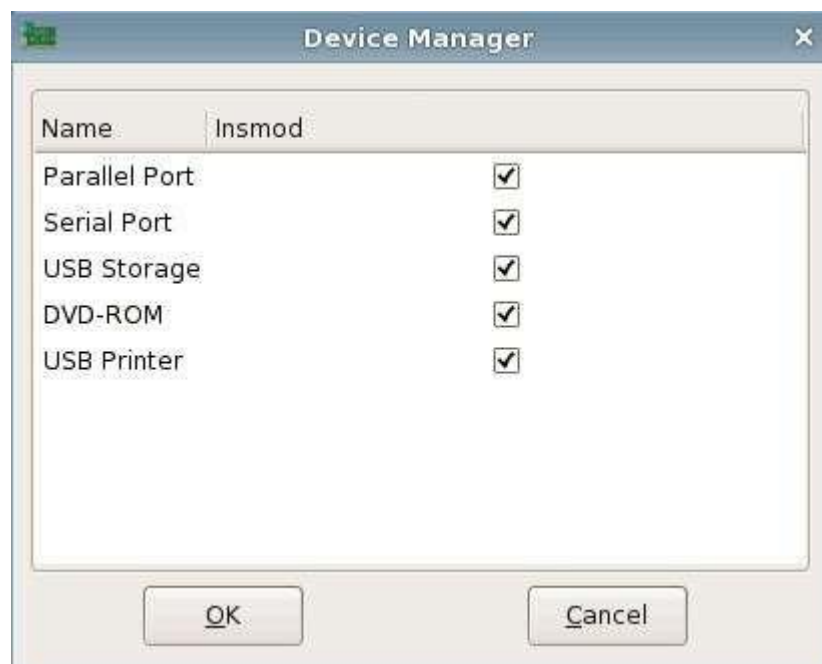 Device Manager
Name Insmod
Parallel Port
Serial Port
USB Storage
DVD-ROM
USB Printer
OK Cancel